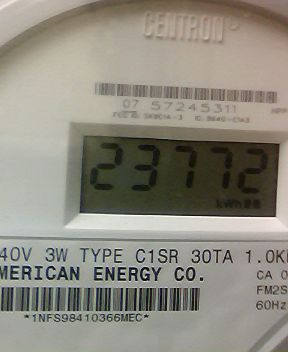 CENTRON®
07 57245311
23772
kWh
40V 3W TYPE C1SR 30TA 1.0K
MERICAN ENERGY CO.
CA 0
FM2S
60Hz
*1NFS98410366MEC*